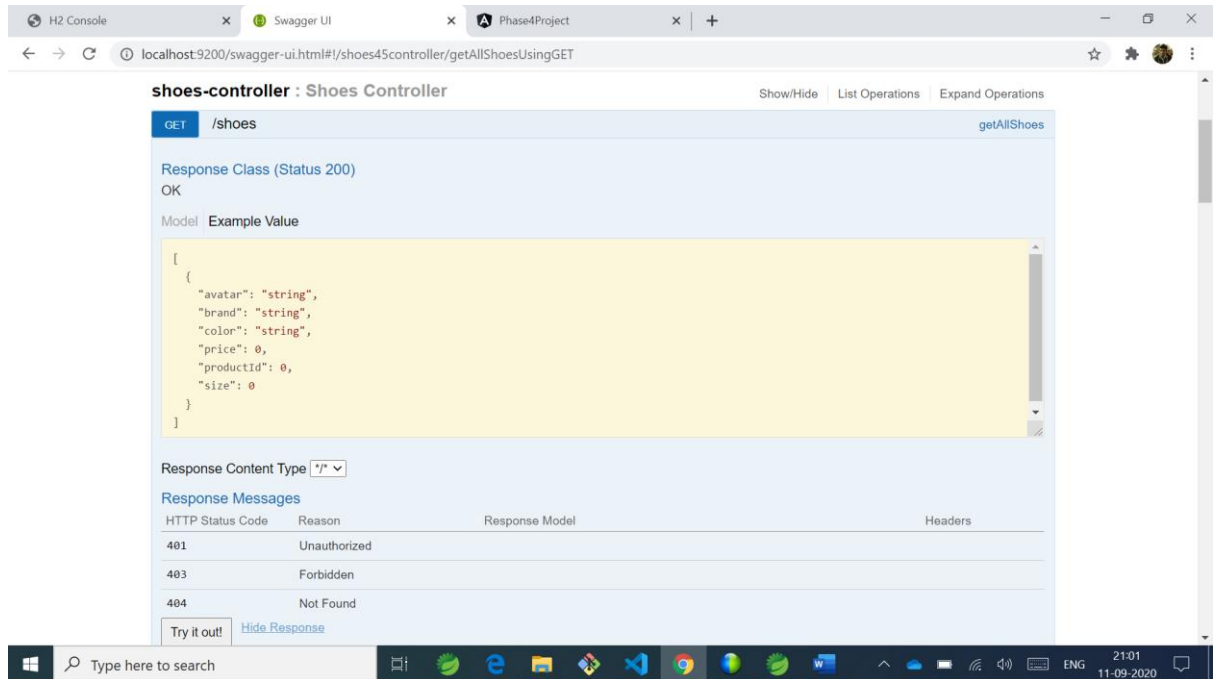 H2 Console
Swagger UI
Phase4Project
localhost:9200/swagger-ui.html#!/shoes45controller/getAllShoesUsingGET
shoes-controller : Shoes Controller
Show/Hide List Operations Expand Operations
GET /shoes getAllShoes
Response Class (Status 200)
OK
Model Example Value
[
{
"avatar": "string",
"brand": "string",
"color": "string",
"price": 0,
"productId": 0,
"size": 0
}
]
Response Content Type */*
Response Messages
HTTP Status Code Reason Response Model Headers
401 Unauthorized
403 Forbidden
404 Not Found
Try it out! Hide Response
Type here to search
ENG
21:01
11-09-2020